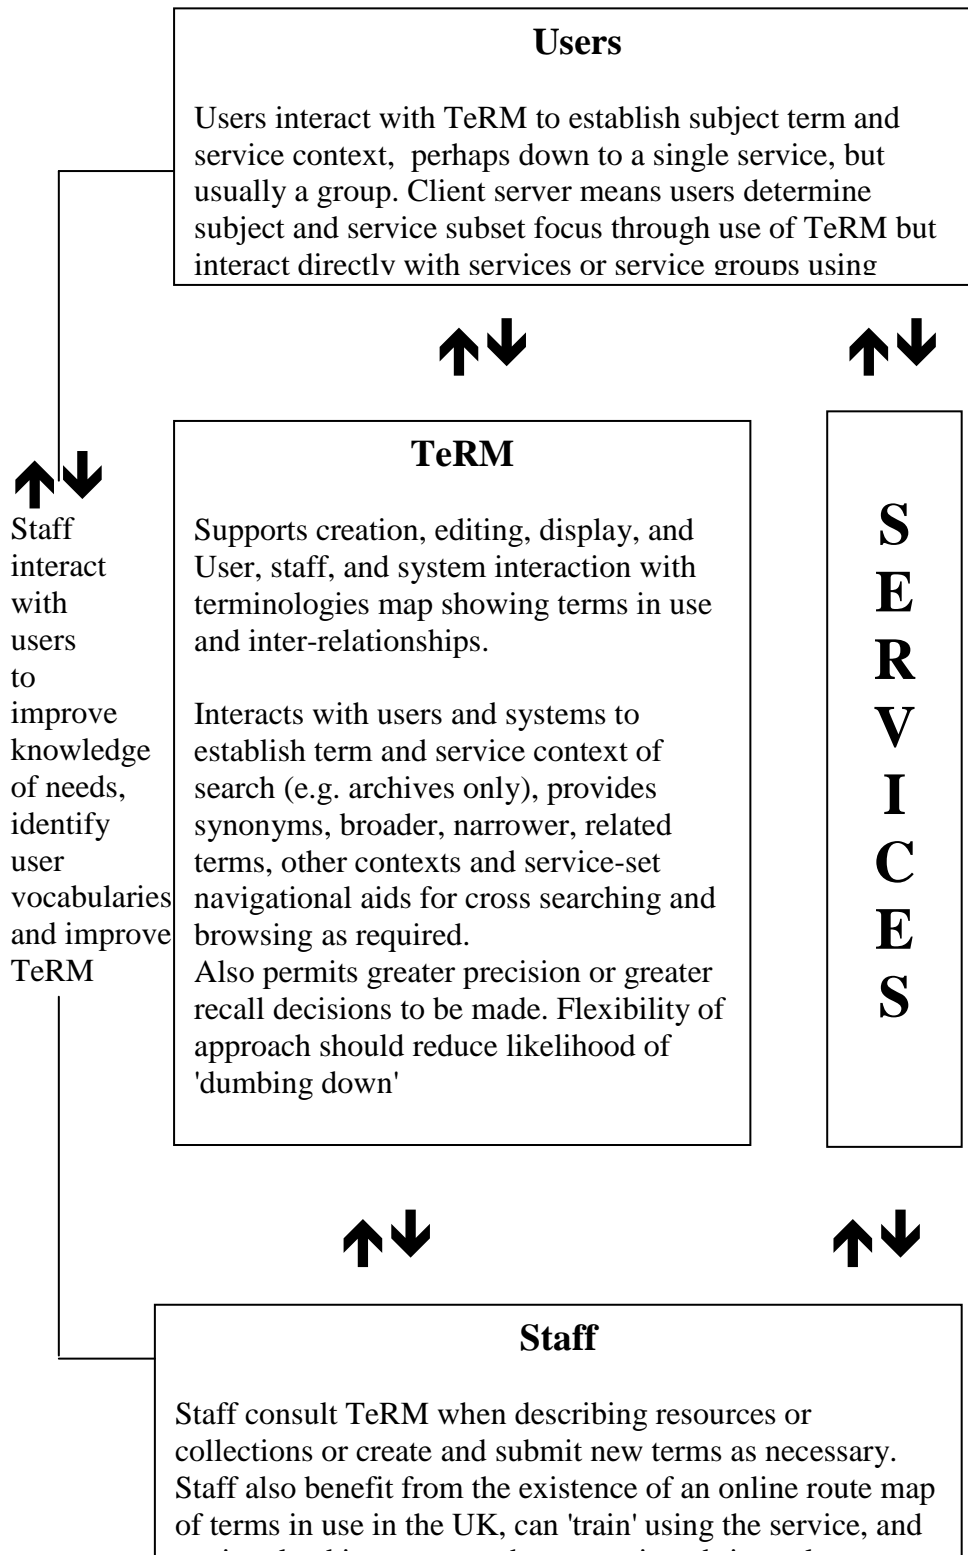 Users
Users interact with TeRM to establish subject term and
service context, perhaps down to a single service, but
usually a group. Client server means users determine
subject and service subset focus through use of TeRM but
interact directly with services or service groups using
Staff
interact
with
users
to
improve
knowledge
of needs,
identify
user
vocabularies
and improve
TeRM
TeRM
Supports creation, editing, display, and
User, staff, and system interaction with
terminologies map showing terms in use
and inter-relationships.
Interacts with users and systems to
establish term and service context of
search (e.g. archives only), provides
synonyms, broader, narrower, related
terms, other contexts and service-set
navigational aids for cross searching and
browsing as required.
Also permits greater precision or greater
recall decisions to be made. Flexibility of
approach should reduce likelihood of
'dumbing down'
S
E
R
V
I
C
E
S
Staff
Staff consult TeRM when describing resources or
collections or create and submit new terms as necessary.
Staff also benefit from the existence of an online route map
of terms in use in the UK, can 'train' using the service, and